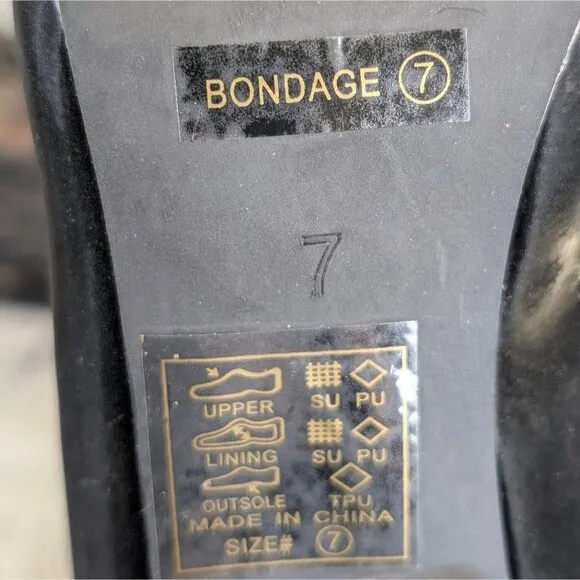 BONDAGE 7
7
UPPER SU PU
LINING SU PU
OUTSOLE TPU
MADE IN CHINA
SIZE# 7